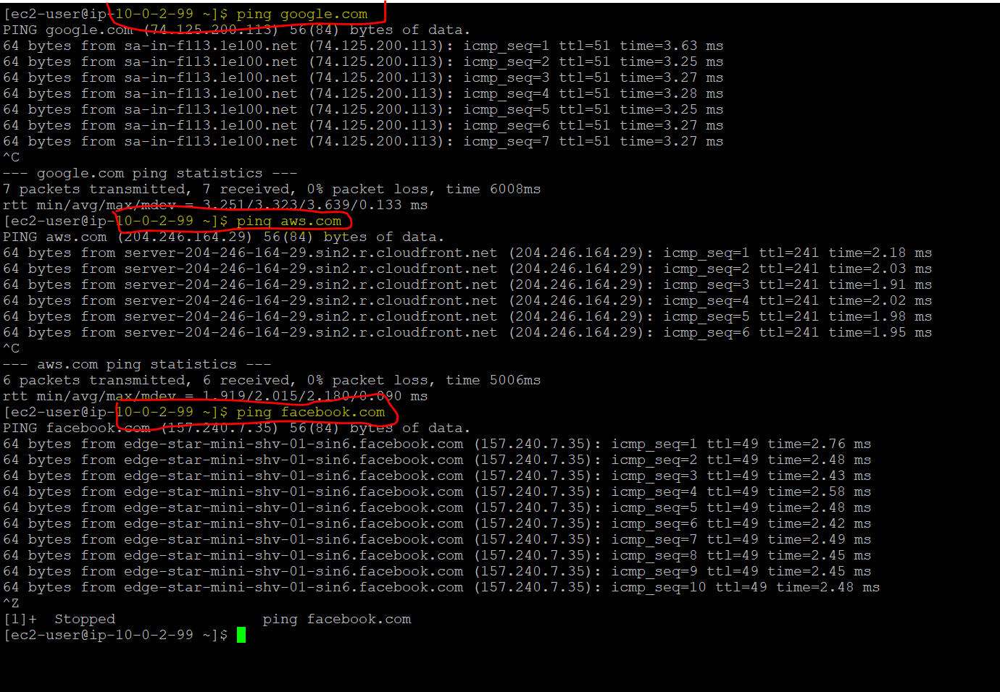 [ec2-user@ip-10-0-2-99 ~]$ ping google.com
PING google.com (74.125.200.113) 56(84) bytes of data.
64 bytes from sa-in-f113.1e100.net (74.125.200.113): icmp_seq=1 ttl=51 time=3.63 ms
64 bytes from sa-in-f113.1e100.net (74.125.200.113): icmp_seq=2 ttl=51 time=3.25 ms
64 bytes from sa-in-f113.1e100.net (74.125.200.113): icmp_seq=3 ttl=51 time=3.27 ms
64 bytes from sa-in-f113.1e100.net (74.125.200.113): icmp_seq=4 ttl=51 time=3.28 ms
64 bytes from sa-in-f113.1e100.net (74.125.200.113): icmp_seq=5 ttl=51 time=3.25 ms
64 bytes from sa-in-f113.1e100.net (74.125.200.113): icmp_seq=6 ttl=51 time=3.27 ms
64 bytes from sa-in-f113.1e100.net (74.125.200.113): icmp_seq=7 ttl=51 time=3.27 ms
^C
--- google.com ping statistics ---
7 packets transmitted, 7 received, 0% packet loss, time 6008ms
rtt min/avg/max/mdev = 3.251/3.323/3.639/0.133 ms
[ec2-user@ip-10-0-2-99 ~]$ ping aws.com
PING aws.com (204.246.164.29) 56(84) bytes of data.
64 bytes from server-204-246-164-29.sin2.r.cloudfront.net (204.246.164.29): icmp_seq=1 ttl=241 time=2.18 ms
64 bytes from server-204-246-164-29.sin2.r.cloudfront.net (204.246.164.29): icmp_seq=2 ttl=241 time=2.03 ms
64 bytes from server-204-246-164-29.sin2.r.cloudfront.net (204.246.164.29): icmp_seq=3 ttl=241 time=1.91 ms
64 bytes from server-204-246-164-29.sin2.r.cloudfront.net (204.246.164.29): icmp_seq=4 ttl=241 time=2.02 ms
64 bytes from server-204-246-164-29.sin2.r.cloudfront.net (204.246.164.29): icmp_seq=5 ttl=241 time=1.98 ms
64 bytes from server-204-246-164-29.sin2.r.cloudfront.net (204.246.164.29): icmp_seq=6 ttl=241 time=1.95 ms
^C
--- aws.com ping statistics ---
6 packets transmitted, 6 received, 0% packet loss, time 5006ms
rtt min/avg/max/mdev = 1.919/2.015/2.180/0.090 ms
[ec2-user@ip-10-0-2-99 ~]$ ping facebook.com
PING facebook.com (157.240.7.35) 56(84) bytes of data.
64 bytes from edge-star-mini-shv-01-sin6.facebook.com (157.240.7.35): icmp_seq=1 ttl=49 time=2.76 ms
64 bytes from edge-star-mini-shv-01-sin6.facebook.com (157.240.7.35): icmp_seq=2 ttl=49 time=2.48 ms
64 bytes from edge-star-mini-shv-01-sin6.facebook.com (157.240.7.35): icmp_seq=3 ttl=49 time=2.43 ms
64 bytes from edge-star-mini-shv-01-sin6.facebook.com (157.240.7.35): icmp_seq=4 ttl=49 time=2.58 ms
64 bytes from edge-star-mini-shv-01-sin6.facebook.com (157.240.7.35): icmp_seq=5 ttl=49 time=2.48 ms
64 bytes from edge-star-mini-shv-01-sin6.facebook.com (157.240.7.35): icmp_seq=6 ttl=49 time=2.42 ms
64 bytes from edge-star-mini-shv-01-sin6.facebook.com (157.240.7.35): icmp_seq=7 ttl=49 time=2.49 ms
64 bytes from edge-star-mini-shv-01-sin6.facebook.com (157.240.7.35): icmp_seq=8 ttl=49 time=2.45 ms
64 bytes from edge-star-mini-shv-01-sin6.facebook.com (157.240.7.35): icmp_seq=9 ttl=49 time=2.45 ms
64 bytes from edge-star-mini-shv-01-sin6.facebook.com (157.240.7.35): icmp_seq=10 ttl=49 time=2.48 ms
^Z
[1]+  Stopped                 ping facebook.com
[ec2-user@ip-10-0-2-99 ~]$